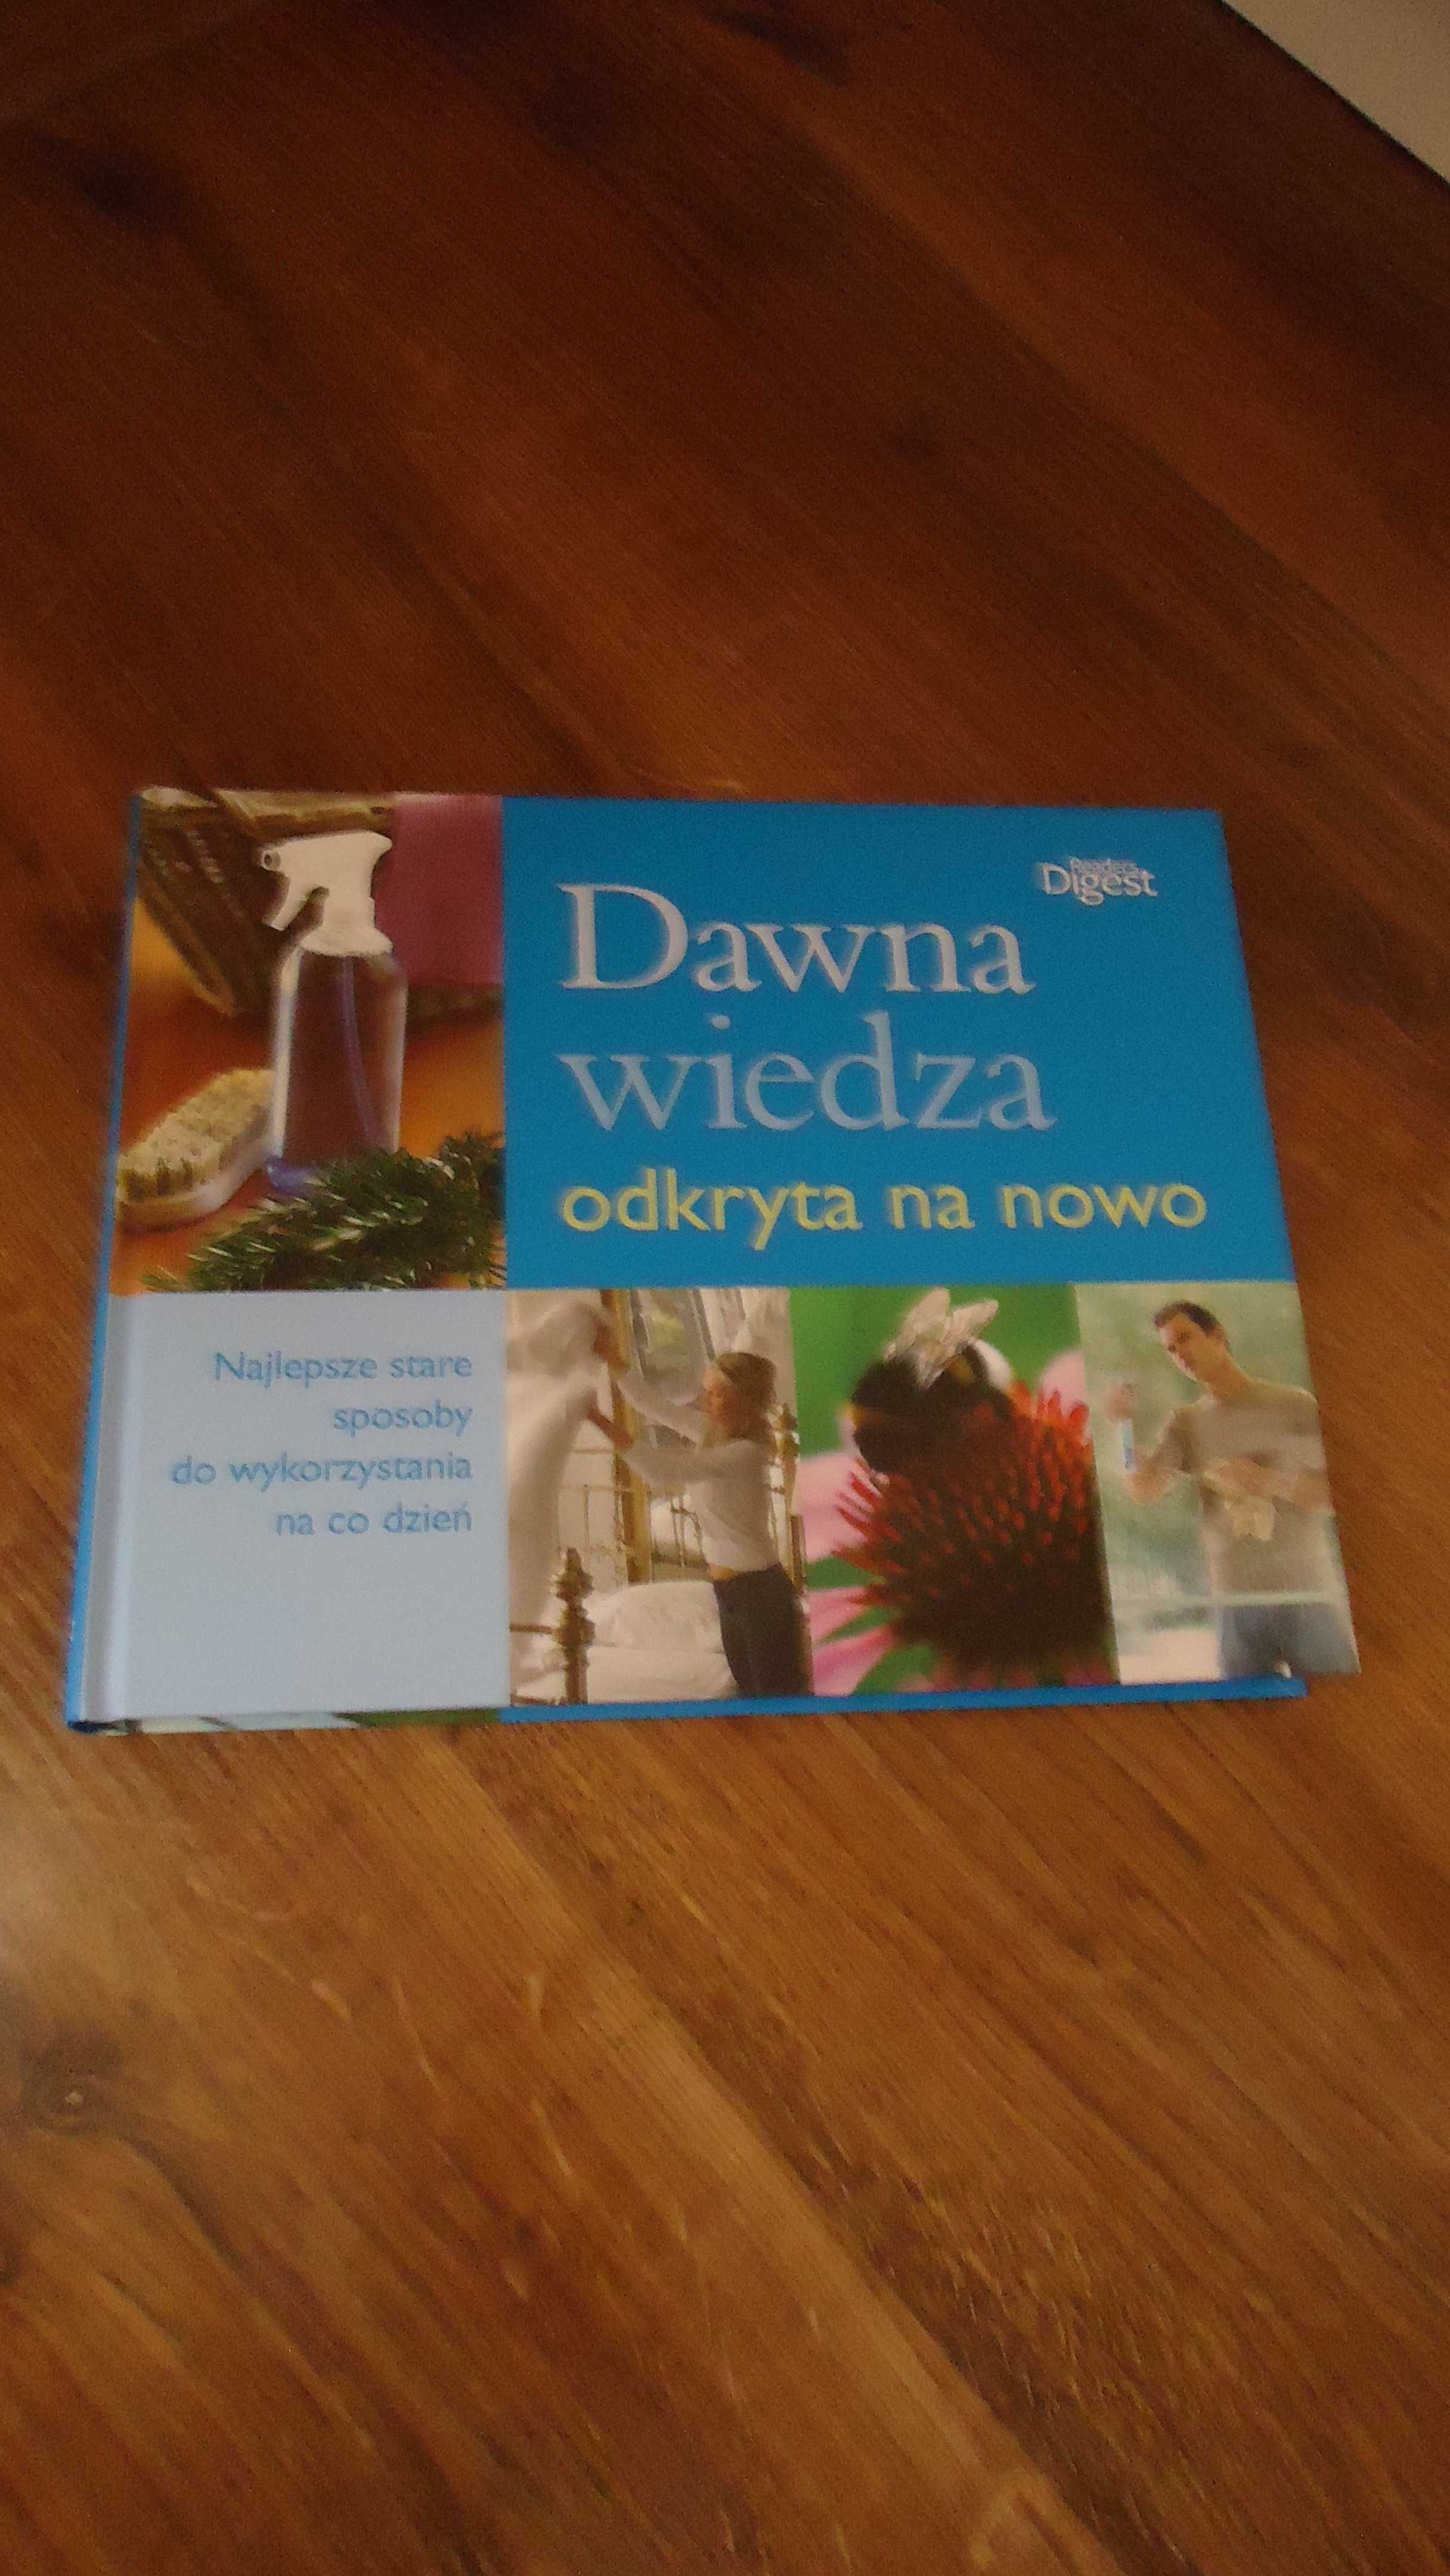 Reader's
Digest
Dawna
wiedza
odkryta na nowo
Najlepsze stare
sposoby
do wykorzystania
na co dzień